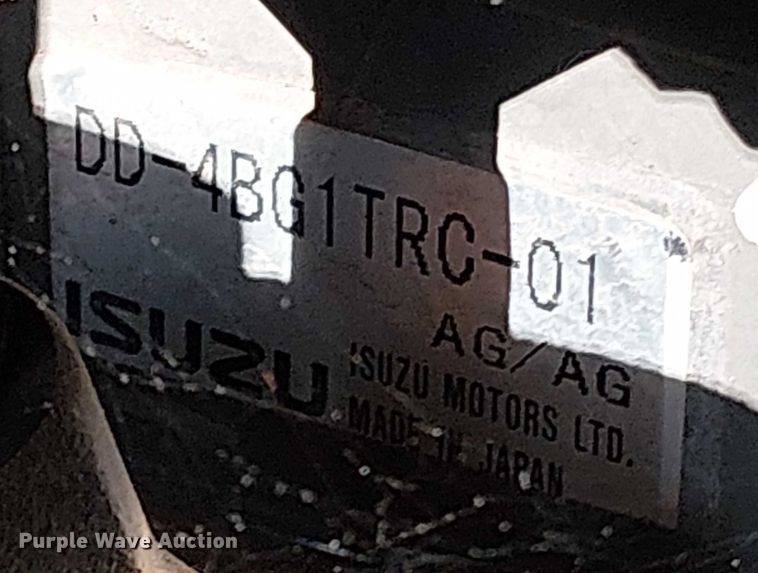 DD-4BG1TRC-01
AG/AG
ISUZU
ISUZU MOTORS LTD.
MADE IN JAPAN
Purple Wave Auction